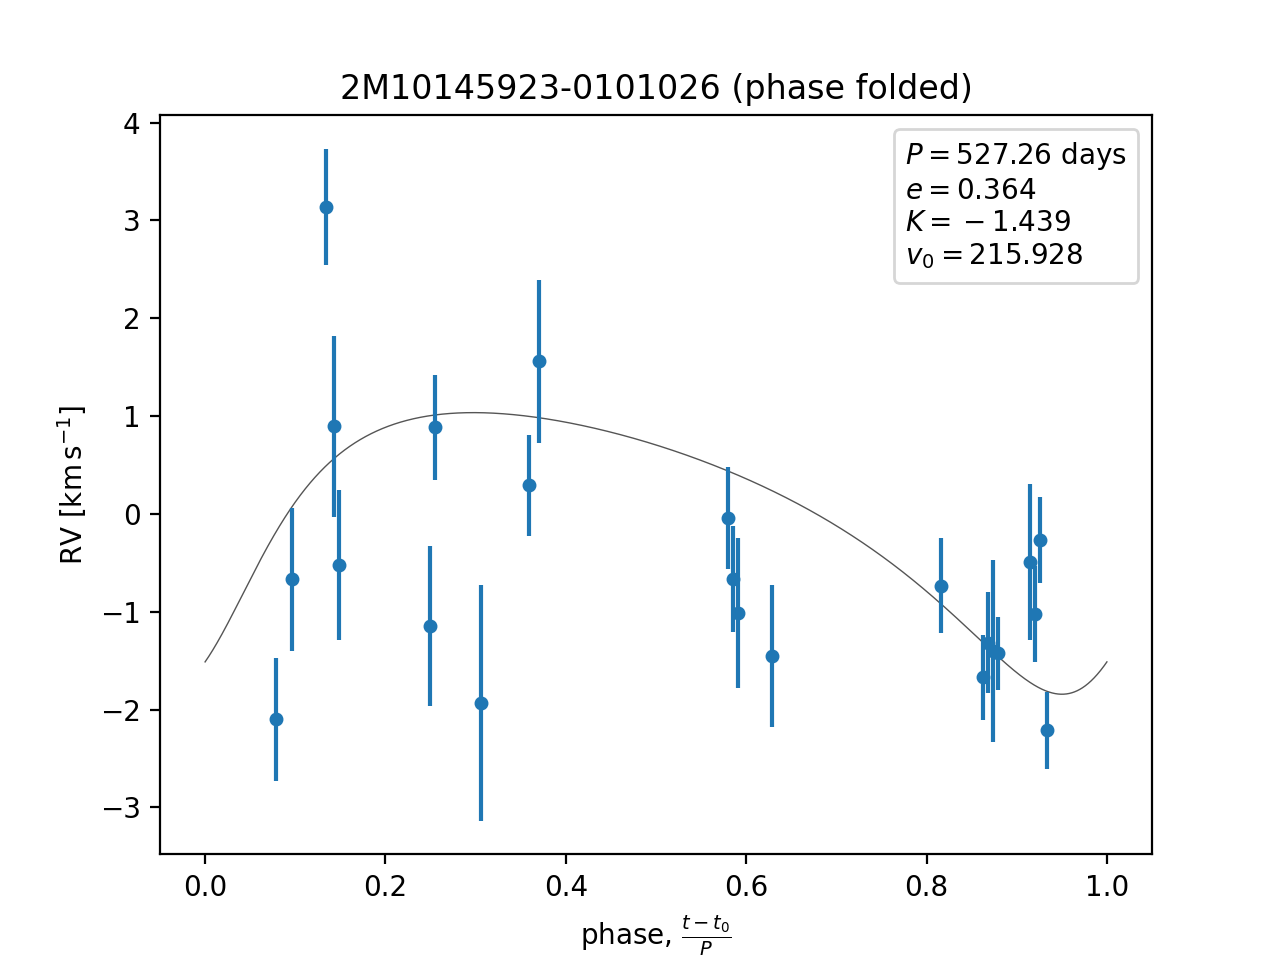 2M10145923-0101026 (phase folded)
P = 527.26 days
e = 0.364
K = −1.439
v₀ = 215.928
4
3
2
1
0
−1
−2
−3
RV [km s⁻¹]
0.0 0.2 0.4 0.6 0.8 1.0
phase, (t − t₀)/P